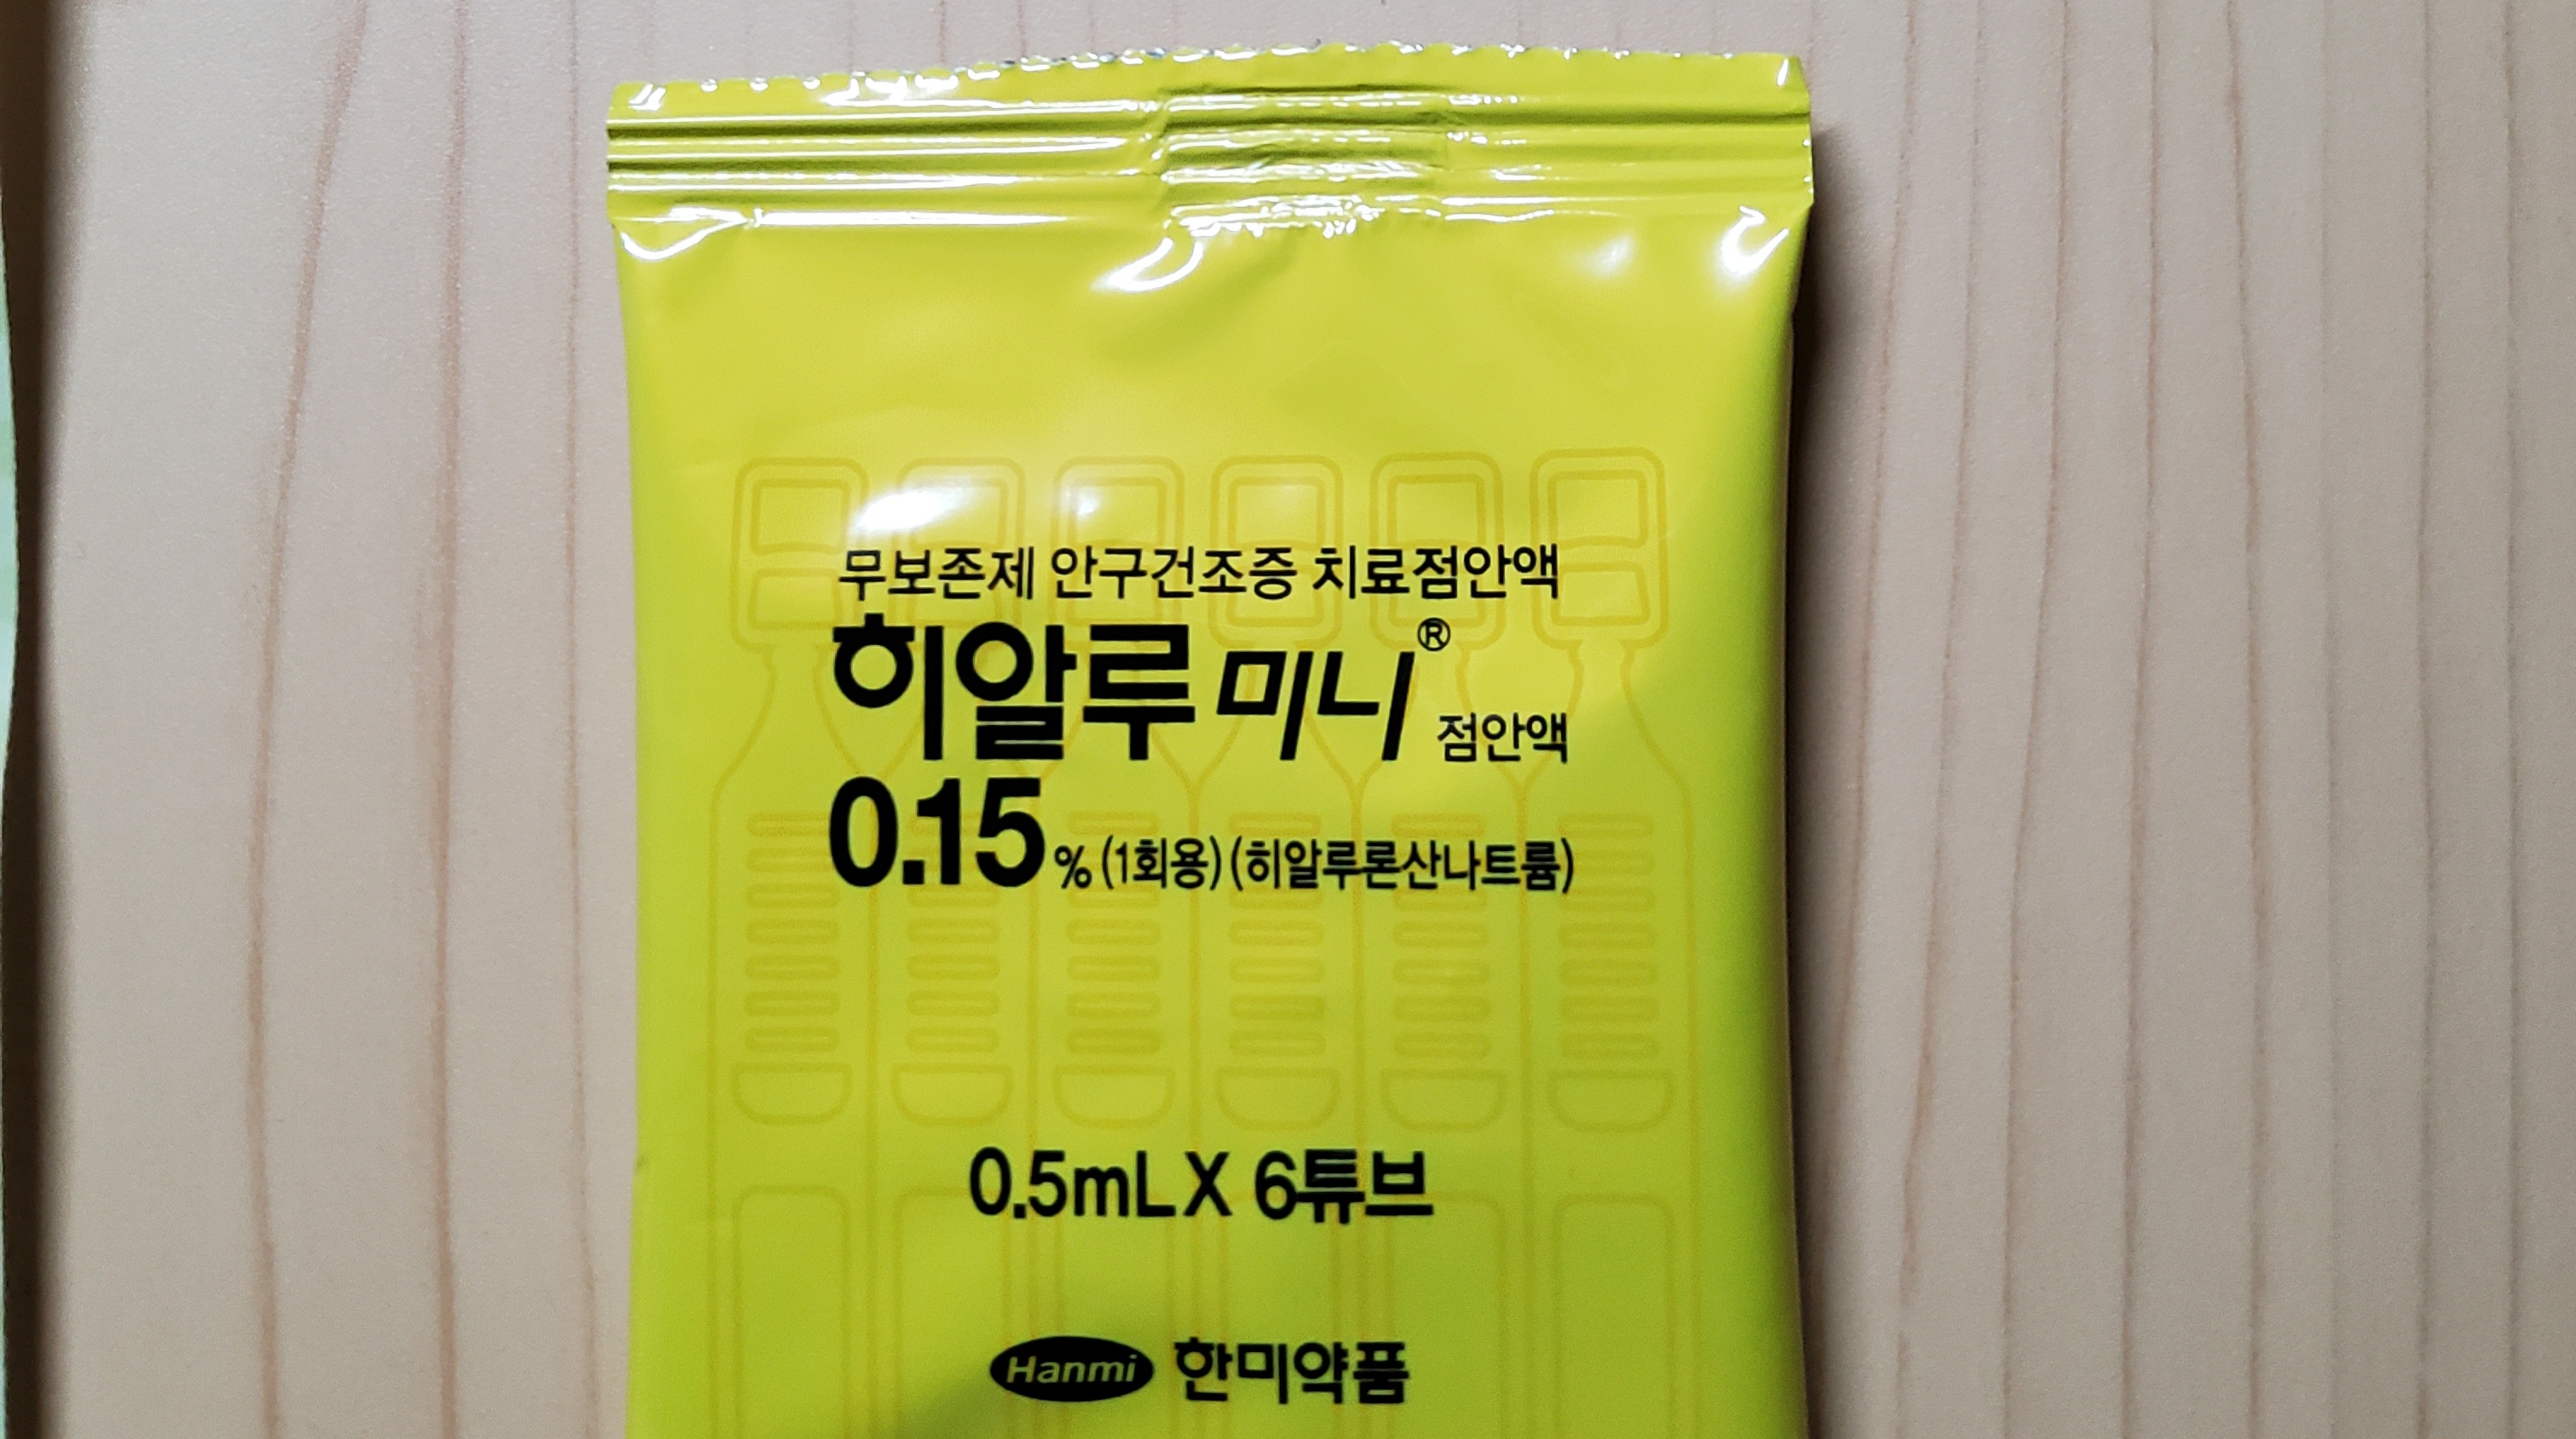 무보존제 안구건조증 치료점안액
히알루미니® 점안액
0.15% (1회용) (히알루론산나트륨)
0.5mL X 6튜브
Hanmi 한미약품